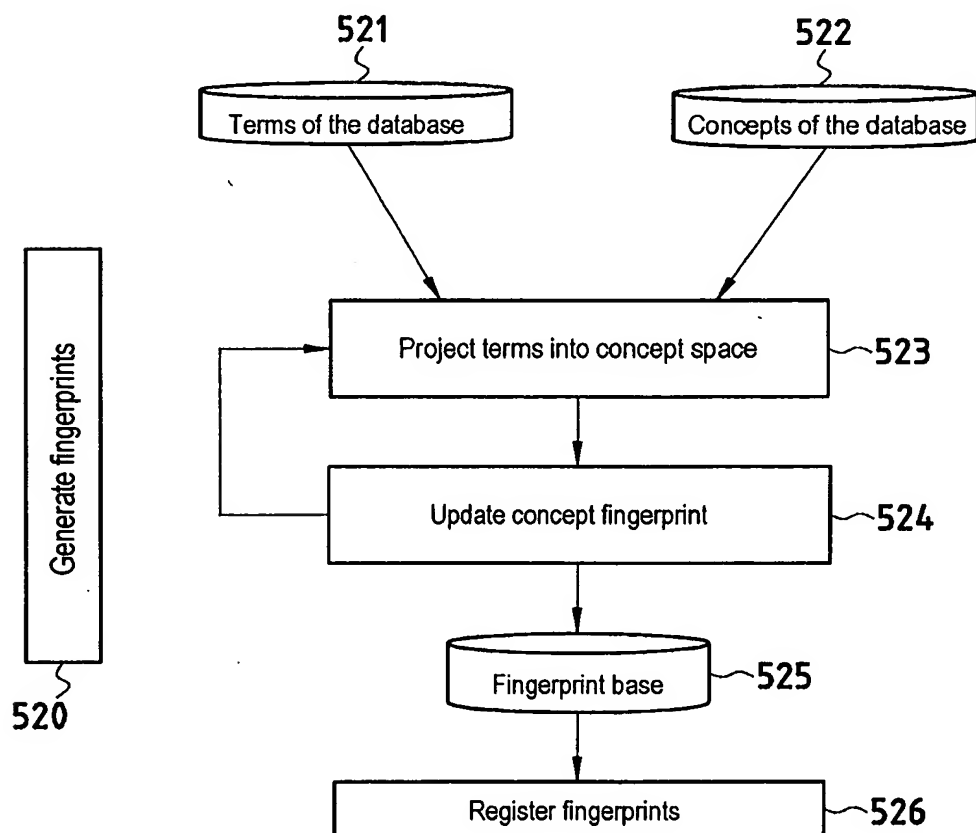 521
522
Terms of the database
Concepts of the database
Project terms into concept space
523
Generate fingerprints
Update concept fingerprint
524
Fingerprint base
525
520
Register fingerprints
526